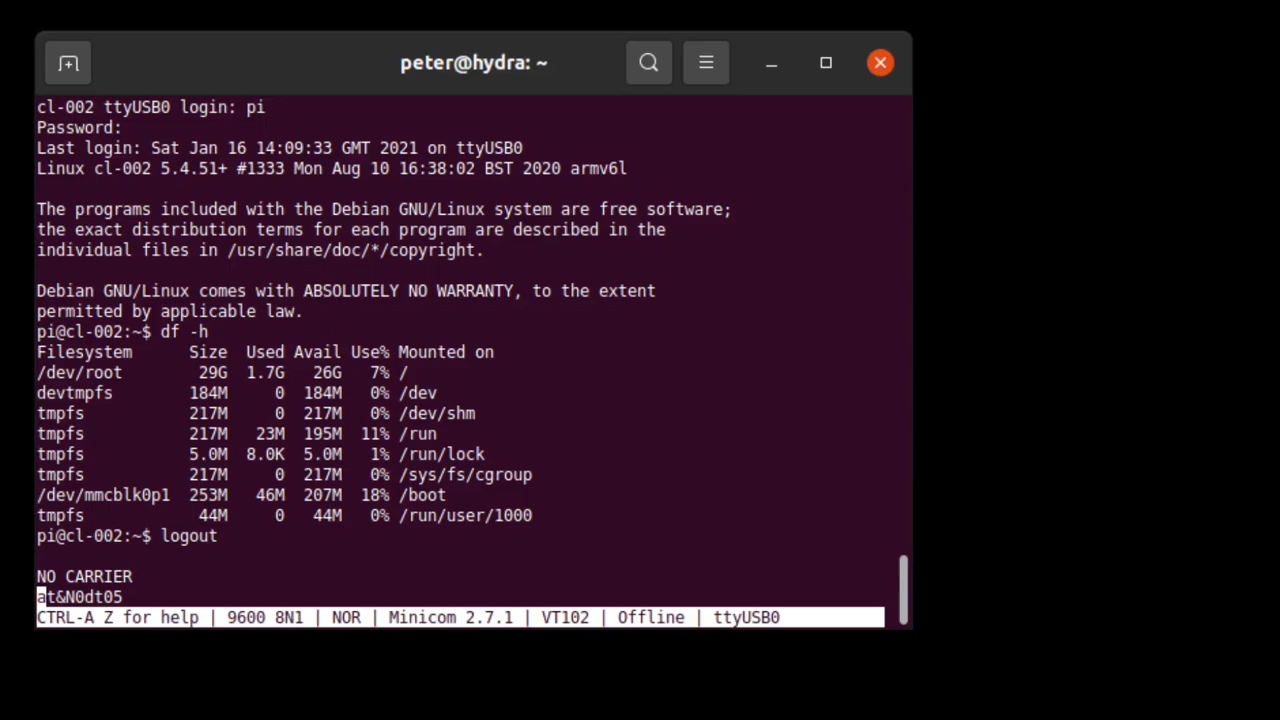 peter@hydra: ~
cl-002 ttyUSB0 login: pi
Password:
Last login: Sat Jan 16 14:09:33 GMT 2021 on ttyUSB0
Linux cl-002 5.4.51+ #1333 Mon Aug 10 16:38:02 BST 2020 armv6l

The programs included with the Debian GNU/Linux system are free software;
the exact distribution terms for each program are described in the
individual files in /usr/share/doc/*/copyright.

Debian GNU/Linux comes with ABSOLUTELY NO WARRANTY, to the extent
permitted by applicable law.
pi@cl-002:~$ df -h
Filesystem      Size  Used Avail Use% Mounted on
/dev/root        29G  1.7G   26G   7% /
devtmpfs        184M     0  184M   0% /dev
tmpfs           217M     0  217M   0% /dev/shm
tmpfs           217M   23M  195M  11% /run
tmpfs           5.0M  8.0K  5.0M   1% /run/lock
tmpfs           217M     0  217M   0% /sys/fs/cgroup
/dev/mmcblk0p1  253M   46M  207M  18% /boot
tmpfs            44M     0   44M   0% /run/user/1000
pi@cl-002:~$ logout

NO CARRIER
at&N0dt05
CTRL-A Z for help | 9600 8N1 | NOR | Minicom 2.7.1 | VT102 | Offline | ttyUSB0